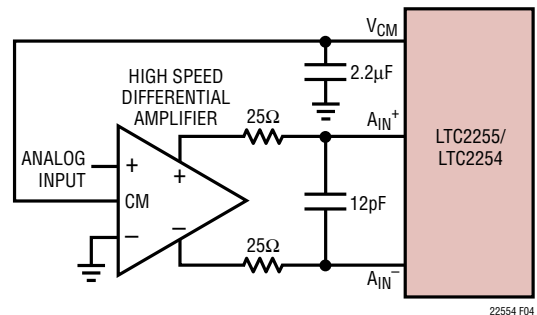 VCM
HIGH SPEED
DIFFERENTIAL
AMPLIFIER
2.2µF
25Ω
AIN+
LTC2255/
LTC2254
ANALOG
INPUT
+
+
CM
12pF
–
–
25Ω
AIN–
22554 F04